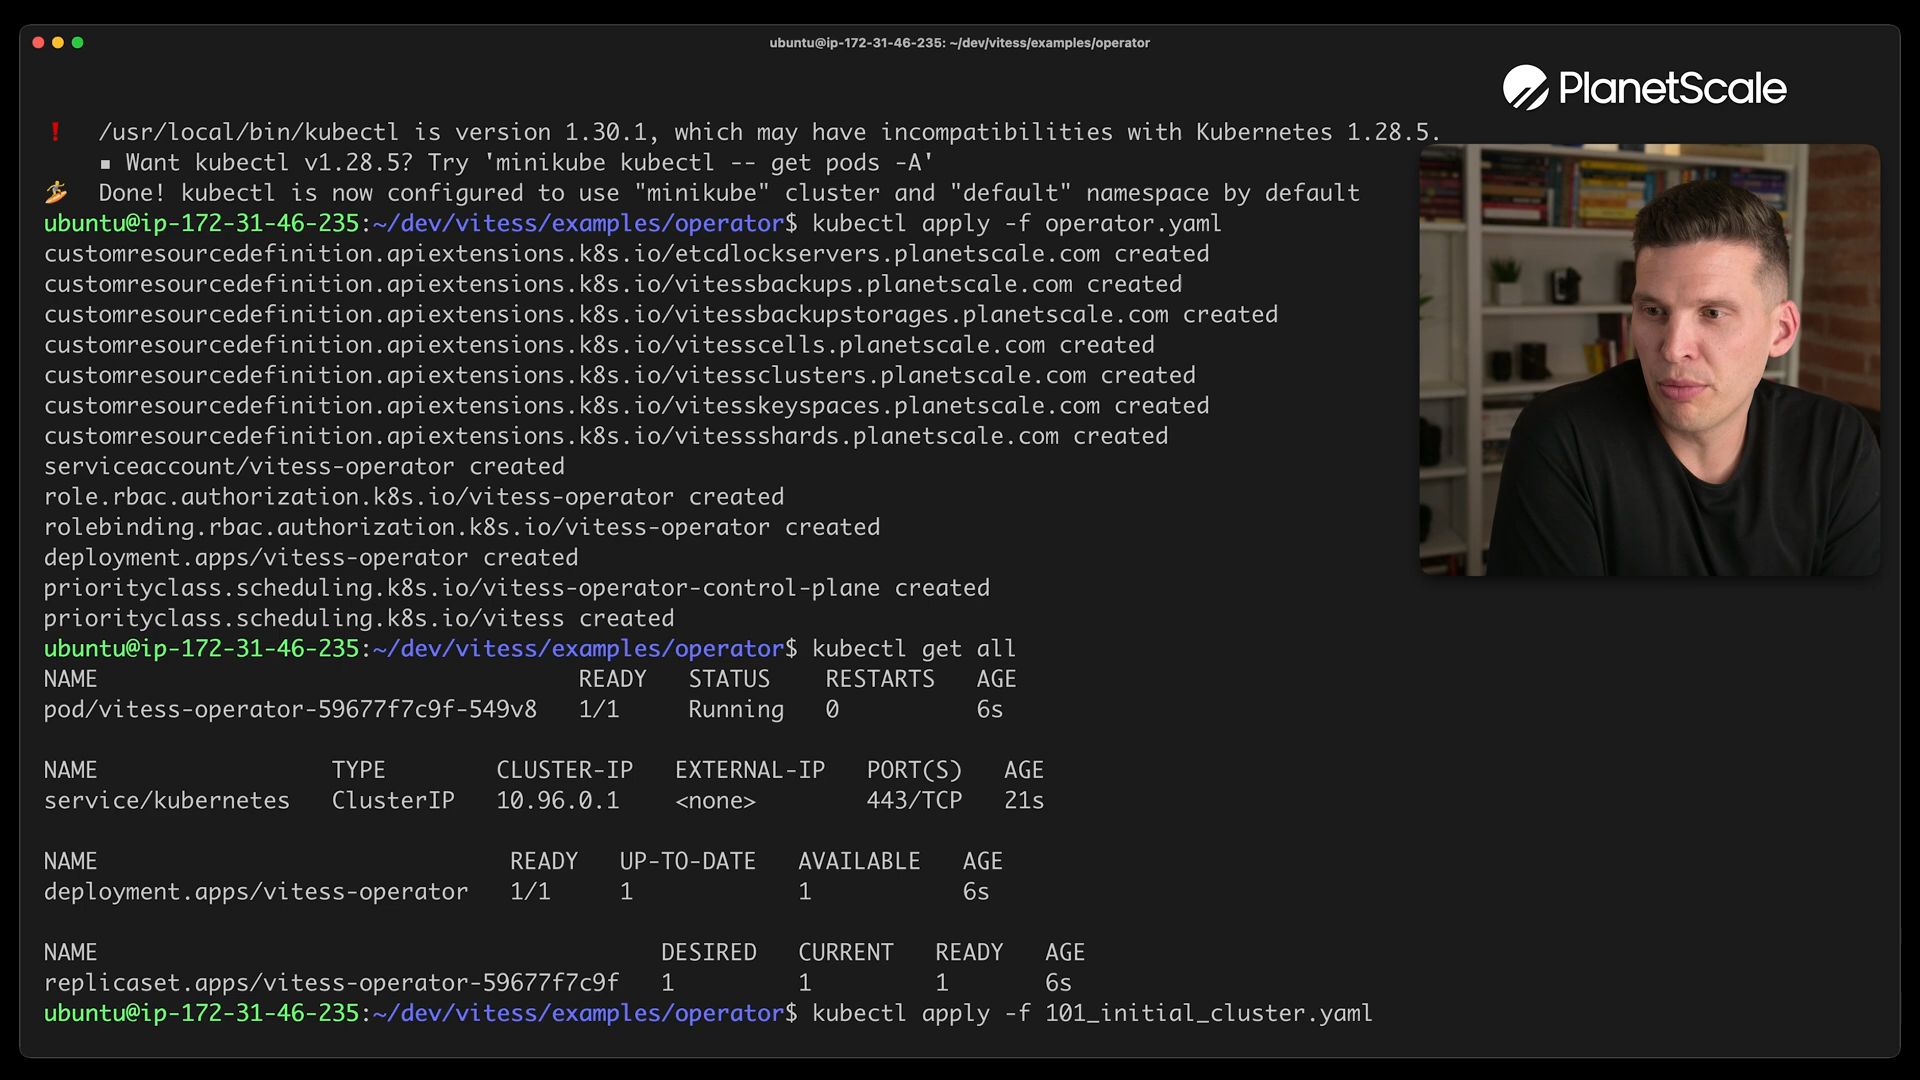 ubuntu@ip-172-31-46-235: ~/dev/vitess/examples/operator
PlanetScale
❗ /usr/local/bin/kubectl is version 1.30.1, which may have incompatibilities with Kubernetes 1.28.5.
▪ Want kubectl v1.28.5? Try 'minikube kubectl -- get pods -A'
🏄 Done! kubectl is now configured to use "minikube" cluster and "default" namespace by default
ubuntu@ip-172-31-46-235:~/dev/vitess/examples/operator$ kubectl apply -f operator.yaml
customresourcedefinition.apiextensions.k8s.io/etcdlockservers.planetscale.com created
customresourcedefinition.apiextensions.k8s.io/vitessbackups.planetscale.com created
customresourcedefinition.apiextensions.k8s.io/vitessbackupstorages.planetscale.com created
customresourcedefinition.apiextensions.k8s.io/vitesscells.planetscale.com created
customresourcedefinition.apiextensions.k8s.io/vitessclusters.planetscale.com created
customresourcedefinition.apiextensions.k8s.io/vitesskeyspaces.planetscale.com created
customresourcedefinition.apiextensions.k8s.io/vitessshards.planetscale.com created
serviceaccount/vitess-operator created
role.rbac.authorization.k8s.io/vitess-operator created
rolebinding.rbac.authorization.k8s.io/vitess-operator created
deployment.apps/vitess-operator created
priorityclass.scheduling.k8s.io/vitess-operator-control-plane created
priorityclass.scheduling.k8s.io/vitess created
ubuntu@ip-172-31-46-235:~/dev/vitess/examples/operator$ kubectl get all
NAME READY STATUS RESTARTS AGE
pod/vitess-operator-59677f7c9f-549v8 1/1 Running 0 6s
NAME TYPE CLUSTER-IP EXTERNAL-IP PORT(S) AGE
service/kubernetes ClusterIP 10.96.0.1 <none> 443/TCP 21s
NAME READY UP-TO-DATE AVAILABLE AGE
deployment.apps/vitess-operator 1/1 1 1 6s
NAME DESIRED CURRENT READY AGE
replicaset.apps/vitess-operator-59677f7c9f 1 1 1 6s
ubuntu@ip-172-31-46-235:~/dev/vitess/examples/operator$ kubectl apply -f 101_initial_cluster.yaml